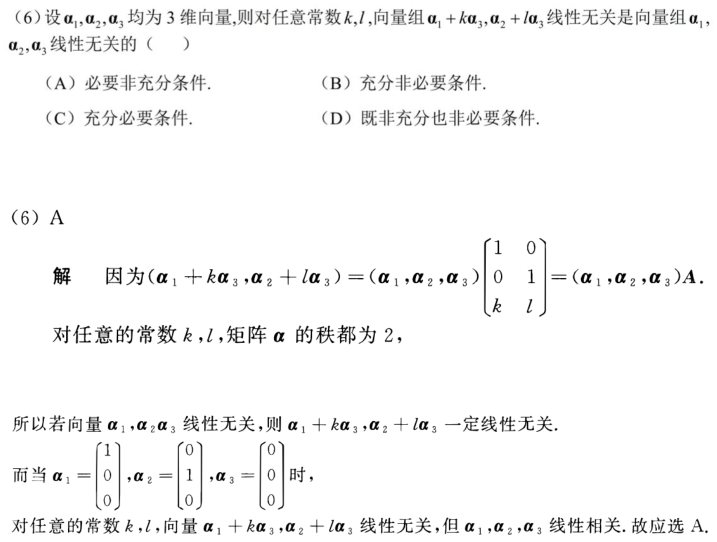 （6）设α₁,α₂,α₃均为3维向量,则对任意常数k,l,向量组α₁+kα₃,α₂+lα₃线性无关是向量组α₁,
α₂,α₃线性无关的（　　）
（A）必要非充分条件.　　（B）充分非必要条件.
（C）充分必要条件.　　（D）既非充分也非必要条件.
（6）A
解　因为(α₁+kα₃,α₂+lα₃)=(α₁,α₂,α₃)[1 0; 0 1; k l]=(α₁,α₂,α₃)A.
对任意的常数k,l,矩阵α的秩都为2,
所以若向量α₁,α₂α₃线性无关,则α₁+kα₃,α₂+lα₃一定线性无关.
而当α₁=[1; 0; 0],α₂=[0; 1; 0],α₃=[0; 0; 0]时,
对任意的常数k,l,向量α₁+kα₃,α₂+lα₃线性无关,但α₁,α₂,α₃线性相关.故应选A.